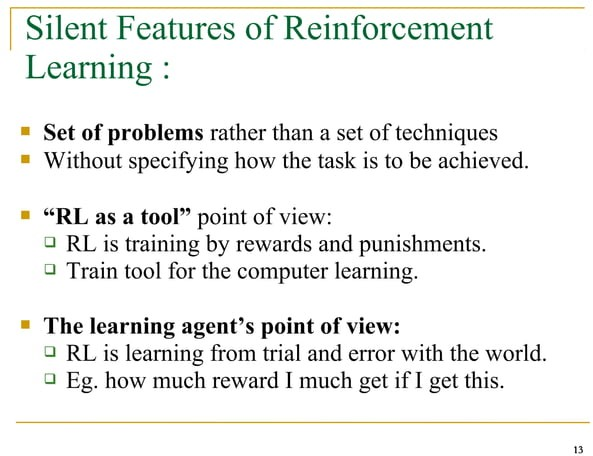 Silent Features of Reinforcement
Learning :
Set of problems rather than a set of techniques
Without specifying how the task is to be achieved.
“RL as a tool” point of view:
RL is training by rewards and punishments.
Train tool for the computer learning.
The learning agent’s point of view:
RL is learning from trial and error with the world.
Eg. how much reward I much get if I get this.
13